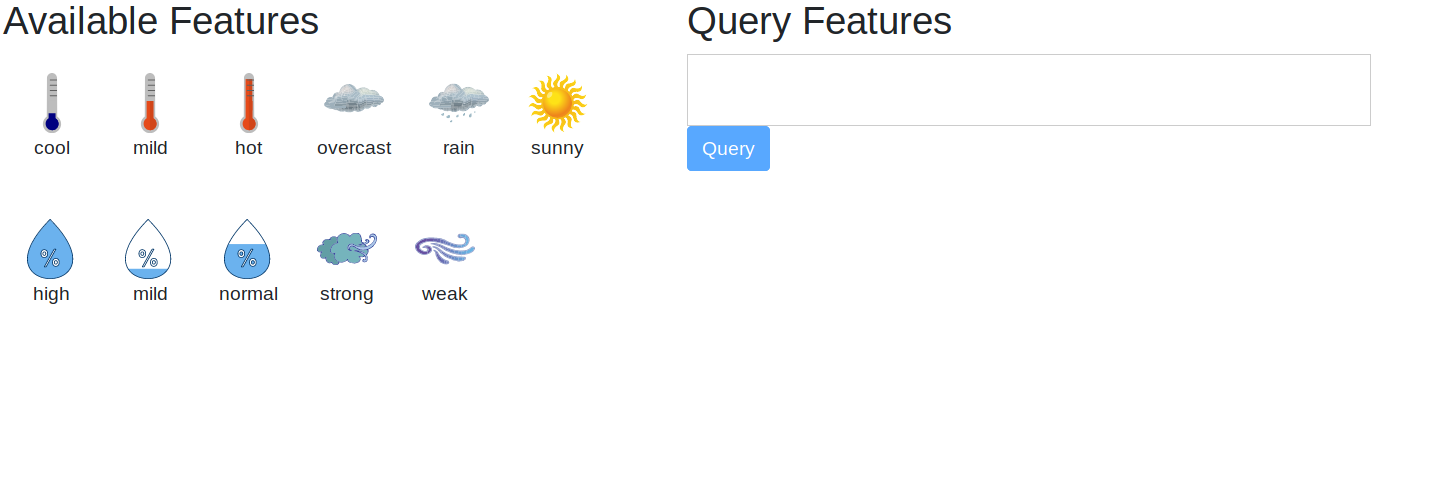 Available Features
Query Features
cool mild hot overcast rain sunny
Query
% % %
high mild normal strong weak